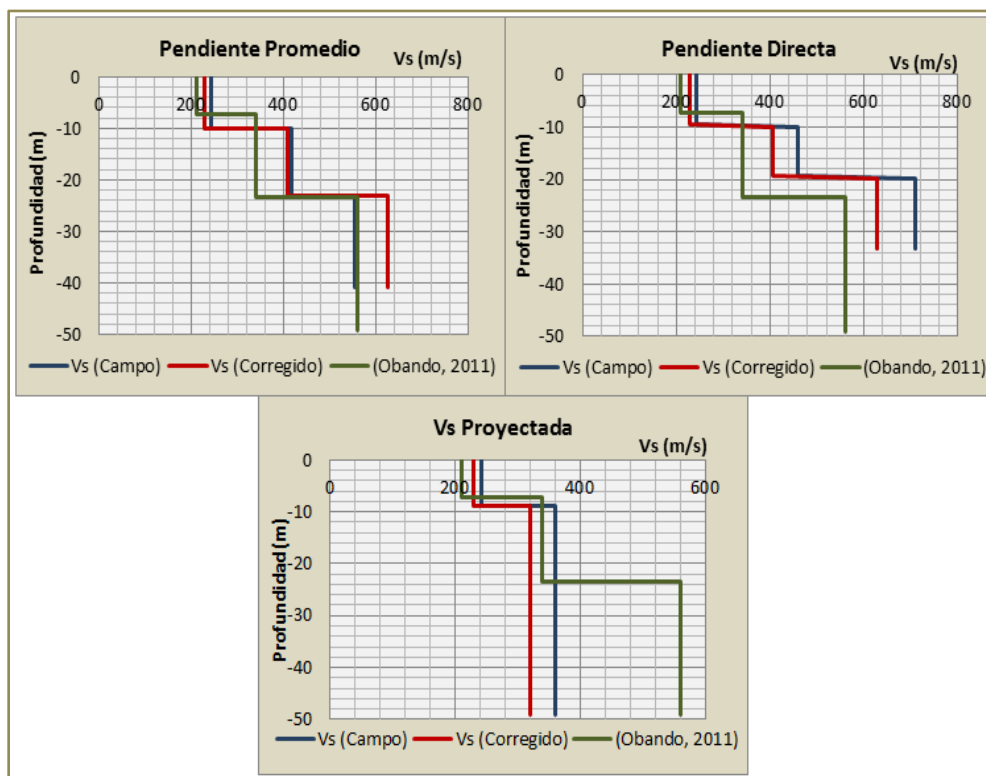 Pendiente Promedio
Vs (m/s)
0
0 200 400 600 800
-10
-20
-30
-40
-50
Profundidad (m)
Vs (Campo) Vs (Corregido) (Obando, 2011)
Pendiente Directa
Vs (m/s)
0
0 200 400 600 800
-10
-20
-30
-40
-50
Profundidad (m)
Vs (Campo) Vs (Corregido) (Obando, 2011)
Vs Proyectada
Vs (m/s)
0
0 200 400 600
-10
-20
-30
-40
-50
Profundidad (m)
Vs (Campo) Vs (Corregido) (Obando, 2011)